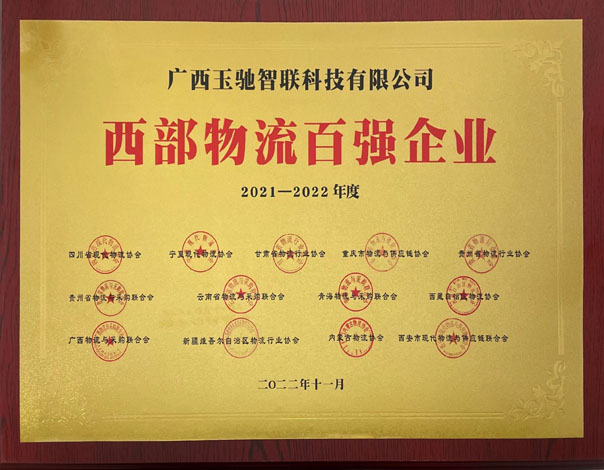 广西玉驰智联科技有限公司
西部物流百强企业
2021—2022年度
四川省现代物流协会 宁夏现代物流协会 甘肃省物流行业协会 重庆市物流与供应链协会 贵州省物流行业协会
贵州省物流与采购联合会 云南省物流与采购联合会 青海物流与采购联合会 西藏自治区物流协会
广西物流与采购联合会 新疆维吾尔自治区物流行业协会 内蒙古物流协会 西安市现代物流与供应链联合会
二〇二二年十一月